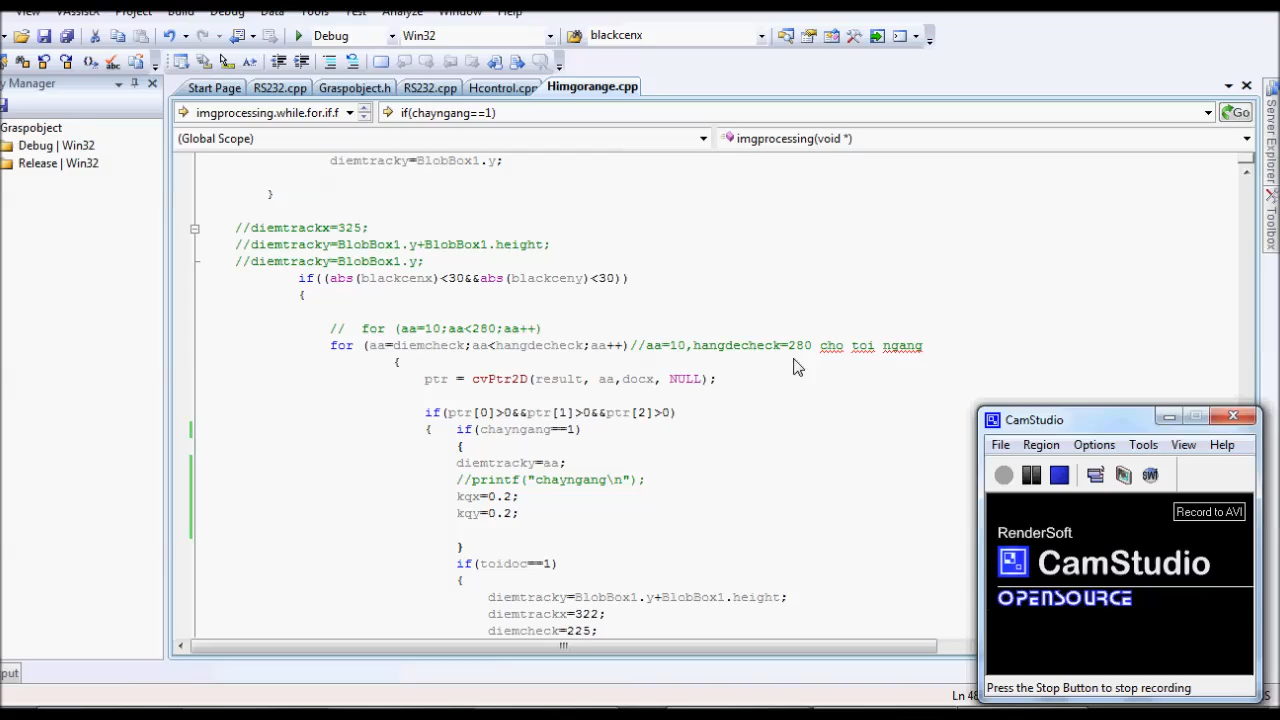 View VAssistX Project Build Debug Data Tools Test Analyze Window Help
Debug Win32 blackcenx
y Manager
Start Page RS232.cpp Graspobject.h RS232.cpp Hcontrol.cpp Himgorange.cpp
imgprocessing.while.for.if.f if(chayngang==1) Go
Graspobject
Debug | Win32
Release | Win32
(Global Scope) imgprocessing(void *)
diemtracky=BlobBox1.y;
}
//diemtrackx=325;
//diemtracky=BlobBox1.y+BlobBox1.height;
//diemtracky=BlobBox1.y;
if((abs(blackcenx)<30&&abs(blackceny)<30))
{
// for (aa=10;aa<280;aa++)
for (aa=diemcheck;aa<hangdecheck;aa++)//aa=10,hangdecheck=280 cho toi ngang
{
ptr = cvPtr2D(result, aa,docx, NULL);
if(ptr[0]>0&&ptr[1]>0&&ptr[2]>0)
{ if(chayngang==1)
{
diemtracky=aa;
//printf("chayngang\n");
kqx=0.2;
kqy=0.2;
}
if(toidoc==1)
{
diemtracky=BlobBox1.y+BlobBox1.height;
diemtrackx=322;
diemcheck=225;
Server Explorer
Toolbox
CamStudio
File Region Options Tools View Help
SWF
Record to AVI
RenderSoft
CamStudio
OPENSOURCE
Press the Stop Button to stop recording
put
Ln 48